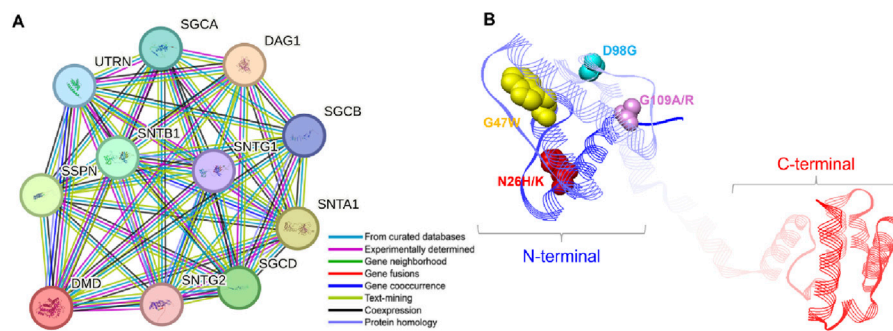 A
SGCA
DAG1
UTRN
SGCB
SNTB1
SNTG1
SSPN
SNTA1
SGCD
SNTG2
DMD
From curated databases
Experimentally determined
Gene neighborhood
Gene fusions
Gene cooccurrence
Text-mining
Coexpression
Protein homology
B
D98G
G109A/R
G47W
N26H/K
N-terminal
C-terminal